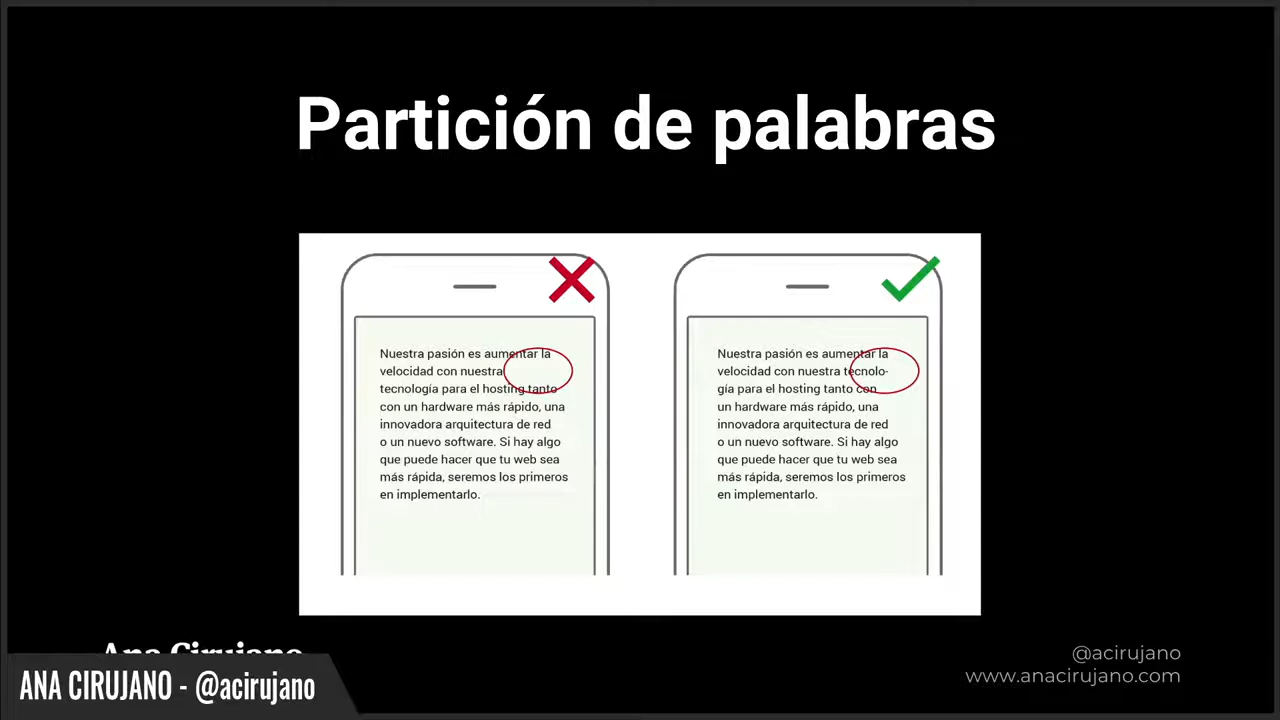 Partición de palabras
Nuestra pasión es aumentar la
velocidad con nuestra
tecnología para el hosting tanto
con un hardware más rápido, una
innovadora arquitectura de red
o un nuevo software. Si hay algo
que puede hacer que tu web sea
más rápida, seremos los primeros
en implementarlo.
Nuestra pasión es aumentar la
velocidad con nuestra tecnolo-
gía para el hosting tanto con
un hardware más rápido, una
innovadora arquitectura de red
o un nuevo software. Si hay algo
que puede hacer que tu web sea
más rápida, seremos los primeros
en implementarlo.
Ana Cirujano
ANA CIRUJANO - @acirujano
@acirujano
www.anacirujano.com